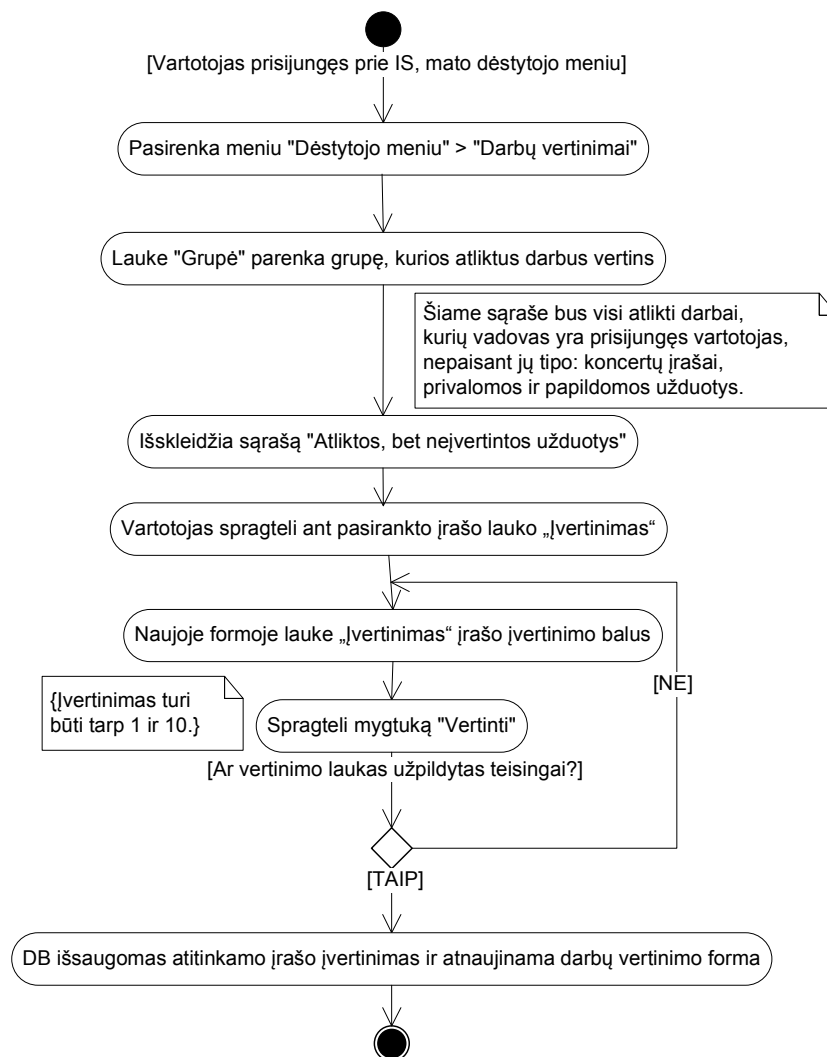 [Vartotojas prisijungęs prie IS, mato dėstytojo meniu]
Pasirenka meniu "Dėstytojo meniu" > "Darbų vertinimai"
Lauke "Grupė" parenka grupę, kurios atliktus darbus vertins
Šiame sąraše bus visi atlikti darbai,
kurių vadovas yra prisijungęs vartotojas,
nepaisant jų tipo: koncertų įrašai,
privalomos ir papildomos užduotys.
Išskleidžia sąrašą "Atliktos, bet neįvertintos užduotys"
Vartotojas spragteli ant pasirankto įrašo lauko „Įvertinimas“
Naujoje formoje lauke „Įvertinimas“ įrašo įvertinimo balus
[NE]
{Įvertinimas turi
būti tarp 1 ir 10.}
Spragteli mygtuką "Vertinti"
[Ar vertinimo laukas užpildytas teisingai?]
[TAIP]
DB išsaugomas atitinkamo įrašo įvertinimas ir atnaujinama darbų vertinimo forma